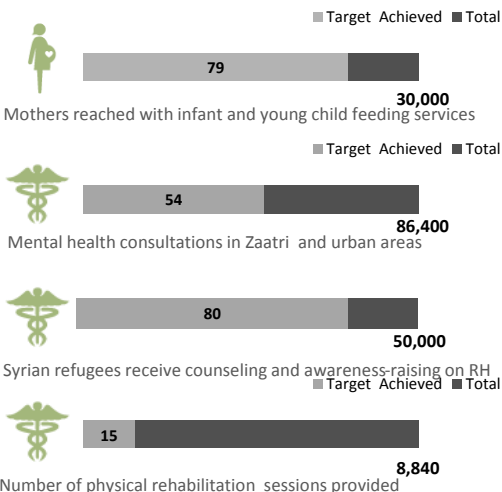 Target Achieved Total
79
30,000
Mothers reached with infant and young child feeding services
Target Achieved Total
54
86,400
Mental health consultations in Zaatri and urban areas
80
50,000
Syrian refugees receive counseling and awareness-raising on RH
Target Achieved Total
15
8,840
Number of physical rehabilitation sessions provided